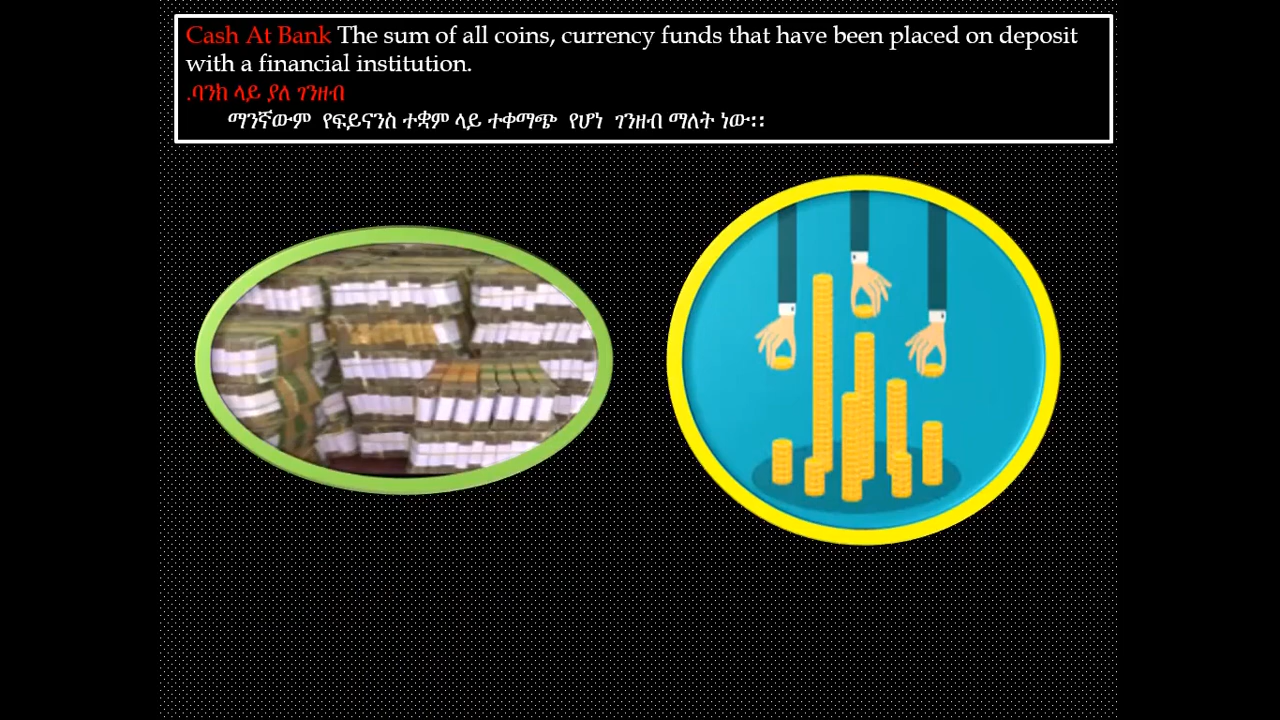 Cash At Bank The sum of all coins, currency funds that have been placed on deposit
with a financial institution.
.ባንክ ላይ ያለ ገንዘብ
ማንኛውም የፍይናንስ ተቋም ላይ ተቀማጭ የሆነ ገንዘብ ማለት ነው፡፡